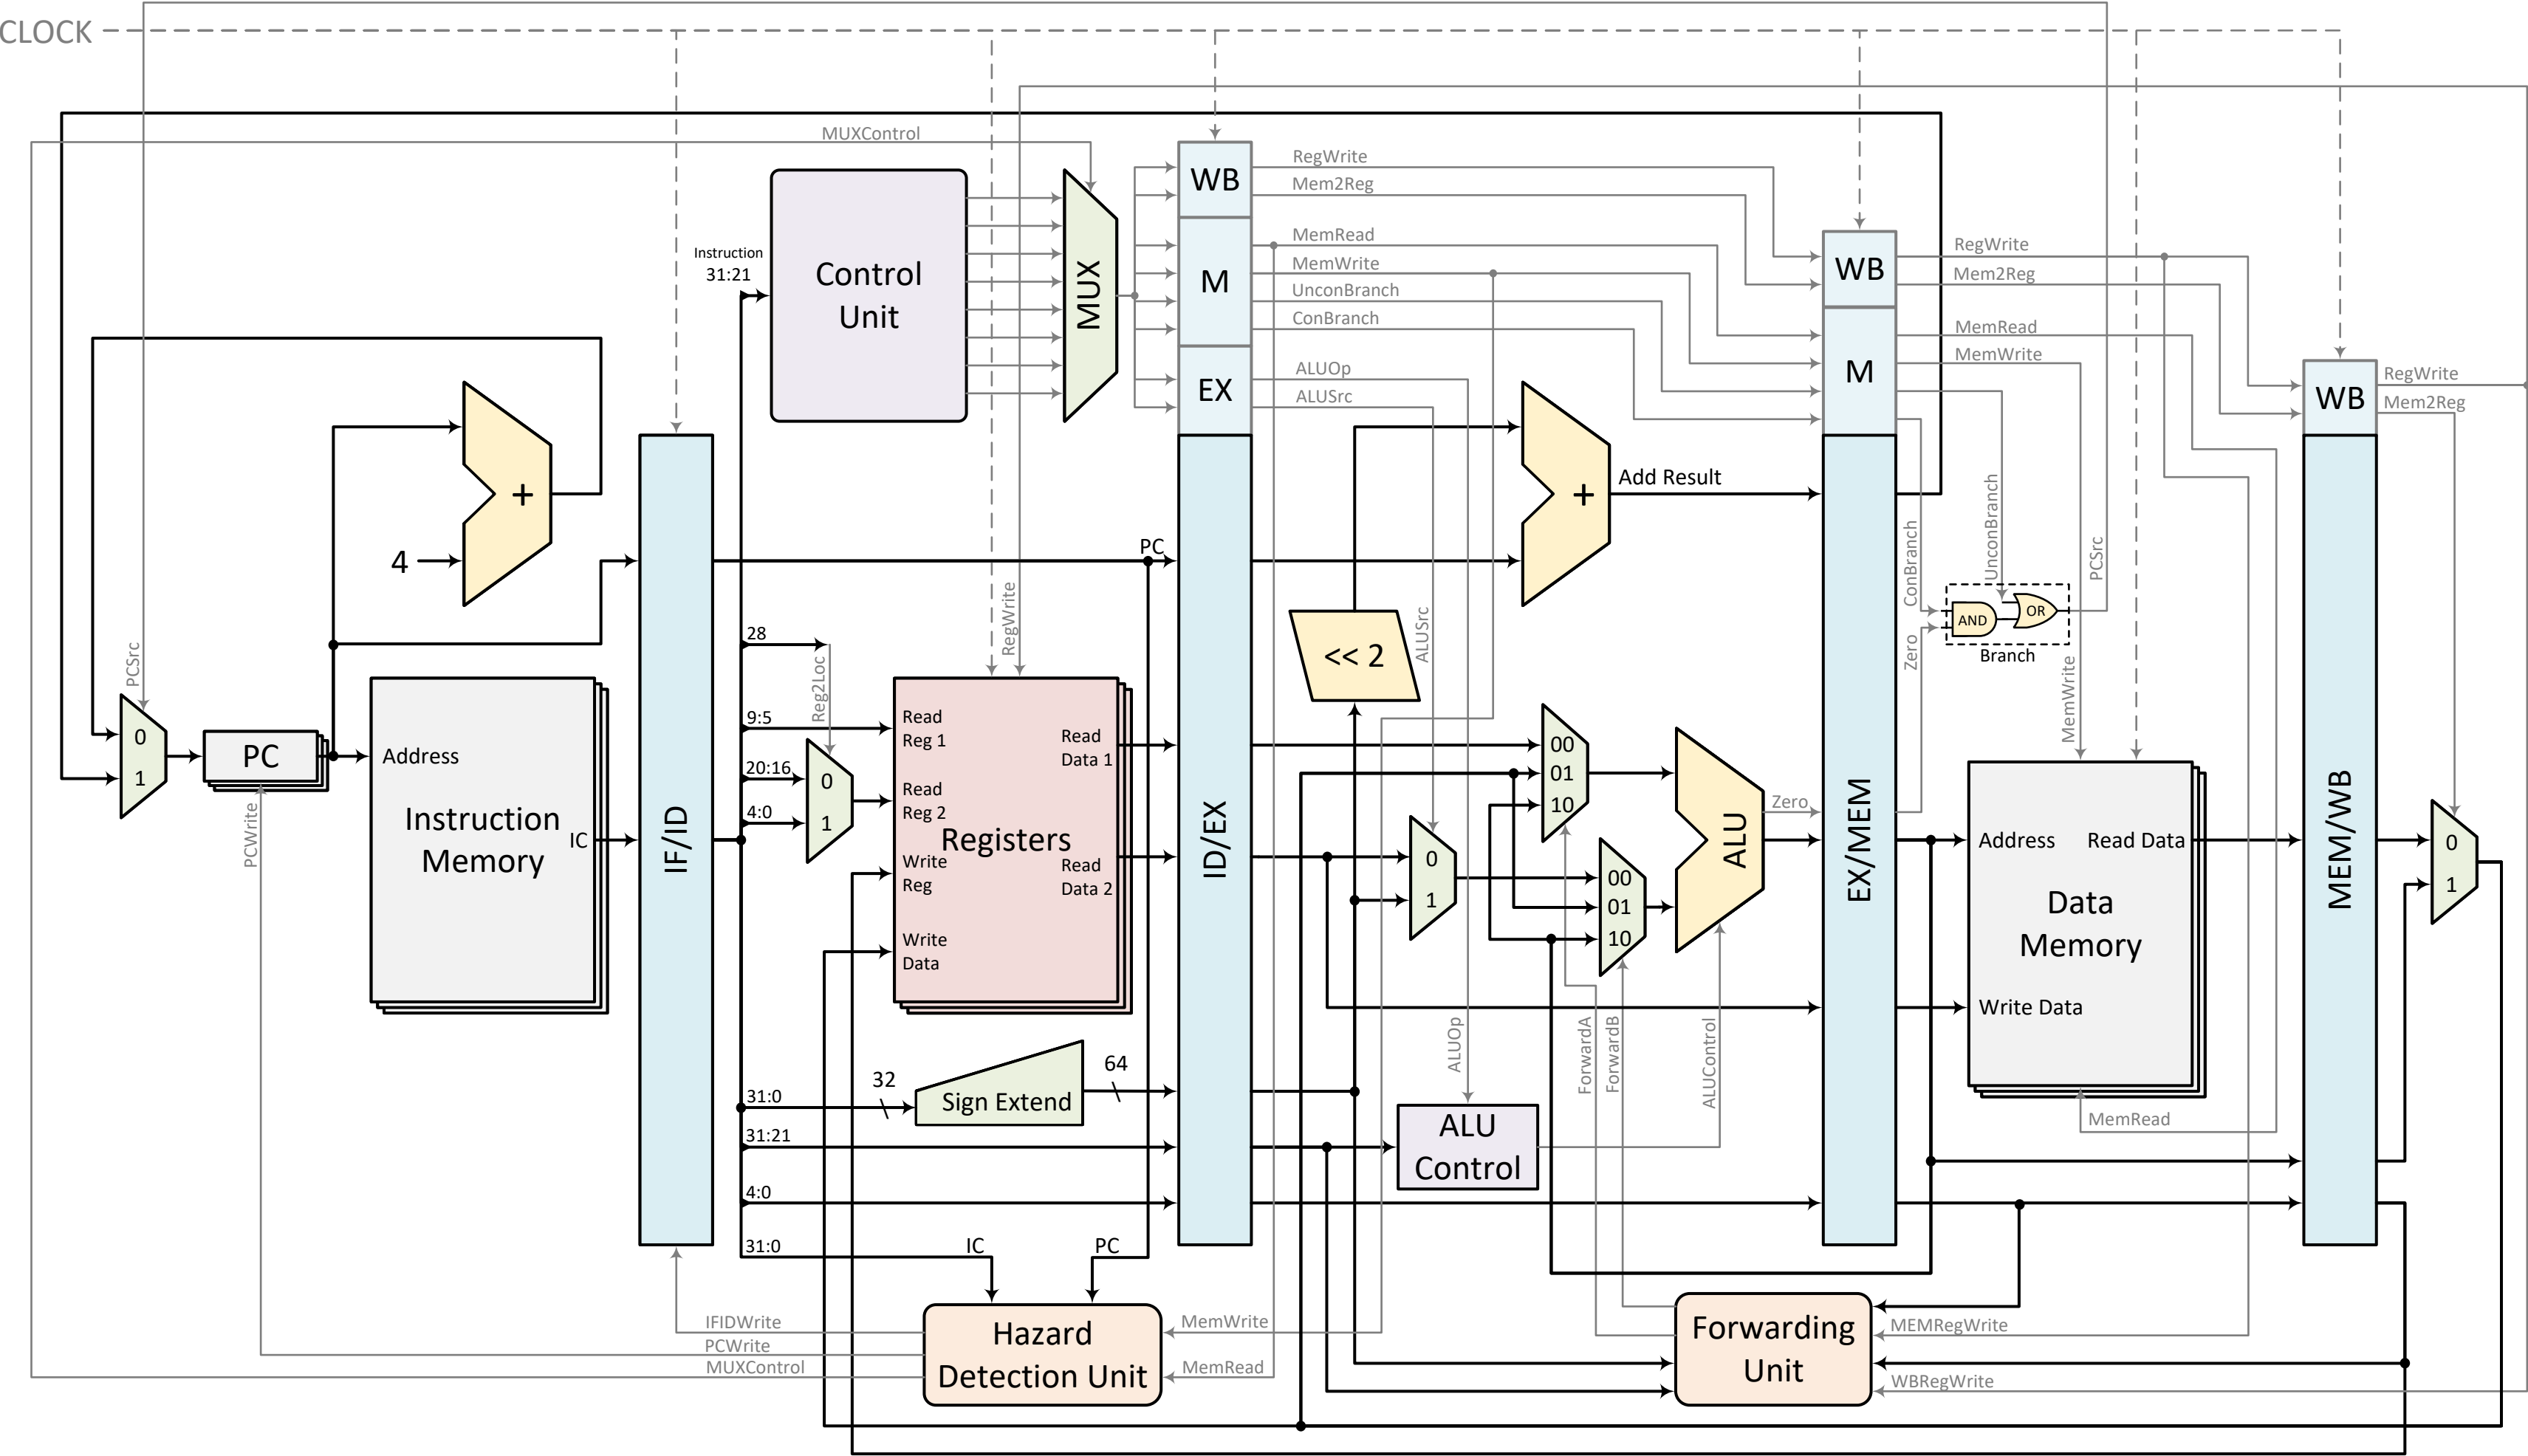 CLOCK
MUXControl
Instruction
31:21
Control
Unit
MUX
WB
M
EX
RegWrite
Mem2Reg
MemRead
MemWrite
UnconBranch
ConBranch
ALUOp
ALUSrc
WB
M
RegWrite
Mem2Reg
MemRead
MemWrite
WB
RegWrite
Mem2Reg
+
4
+
Add Result
PC
PCSrc
0
1
PC
PCWrite
Address
Instruction
Memory
IC
IF/ID
28
Reg2Loc
9:5
20:16
4:0
0
1
RegWrite
Read
Reg 1
Read
Reg 2
Write
Reg
Write
Data
Registers
Read
Data 1
Read
Data 2
ID/EX
<< 2
ALUSrc
0
1
00
01
10
00
01
10
ALU
Zero
EX/MEM
ConBranch
Zero
UnconBranch
AND
OR
Branch
PCSrc
MemWrite
Address
Read Data
Data
Memory
Write Data
MemRead
MEM/WB
0
1
31:0
32
Sign Extend
64
31:21
4:0
31:0
IC
PC
ALUOp
ALU
Control
ForwardA
ForwardB
ALUControl
IFIDWrite
PCWrite
MUXControl
Hazard
Detection Unit
MemWrite
MemRead
Forwarding
Unit
MEMRegWrite
WBRegWrite